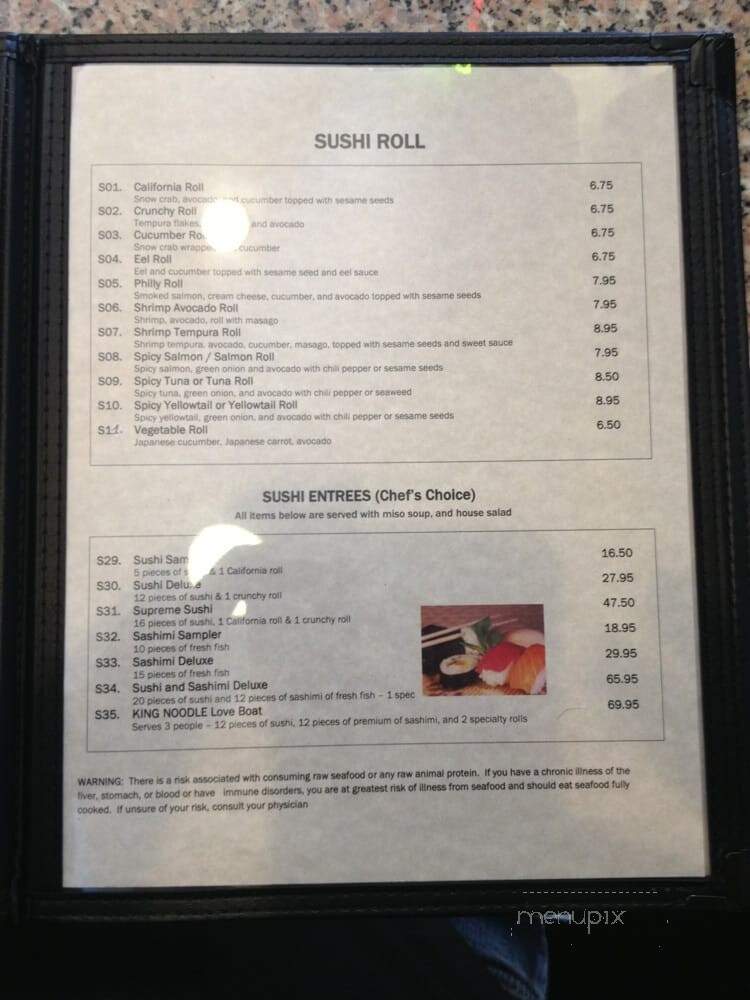 SUSHI ROLL
S01. California Roll 6.75
Snow crab, avocado, and cucumber topped with sesame seeds
S02. Crunchy Roll 6.75
Tempura flakes, and avocado
S03. Cucumber Ro 6.75
Snow crab wrapped cucumber
S04. Eel Roll 6.75
Eel and cucumber topped with sesame seed and eel sauce
S05. Philly Roll 7.95
Smoked salmon, cream cheese, cucumber, and avocado topped with sesame seeds
S06. Shrimp Avocado Roll 7.95
Shrimp, avocado, roll with masago
S07. Shrimp Tempura Roll 8.95
Shrimp tempura, avocado, cucumber, masago, topped with sesame seeds and sweet sauce
S08. Spicy Salmon / Salmon Roll 7.95
Spicy salmon, green onion and avocado with chili pepper or sesame seeds
S09. Spicy Tuna or Tuna Roll 8.50
Spicy tuna, green onion, and avocado with chili pepper or seaweed
S10. Spicy Yellowtail or Yellowtail Roll 8.95
Spicy yellowtail, green onion, and avocado with chili pepper or sesame seeds
S11. Vegetable Roll 6.50
Japanese cucumber, Japanese carrot, avocado
SUSHI ENTREES (Chef's Choice)
All items below are served with miso soup, and house salad
S29. Sushi Sam 16.50
5 pieces of & 1 California roll
S30. Sushi Deluxe 27.95
12 pieces of sushi & 1 crunchy roll
S31. Supreme Sushi 47.50
16 pieces of sushi, 1 California roll & 1 crunchy roll
S32. Sashimi Sampler 18.95
10 pieces of fresh fish
S33. Sashimi Deluxe 29.95
15 pieces of fresh fish
S34. Sushi and Sashimi Deluxe 65.95
20 pieces of sushi and 12 pieces of sashimi of fresh fish – 1 spec
S35. KING NOODLE Love Boat 69.95
Serves 3 people – 12 pieces of sushi, 12 pieces of premium of sashimi, and 2 specialty rolls
WARNING: There is a risk associated with consuming raw seafood or any raw animal protein. If you have a chronic illness of the
liver, stomach, or blood or have immune disorders, you are at greatest risk of illness from seafood and should eat seafood fully
cooked. If unsure of your risk, consult your physician
menupix